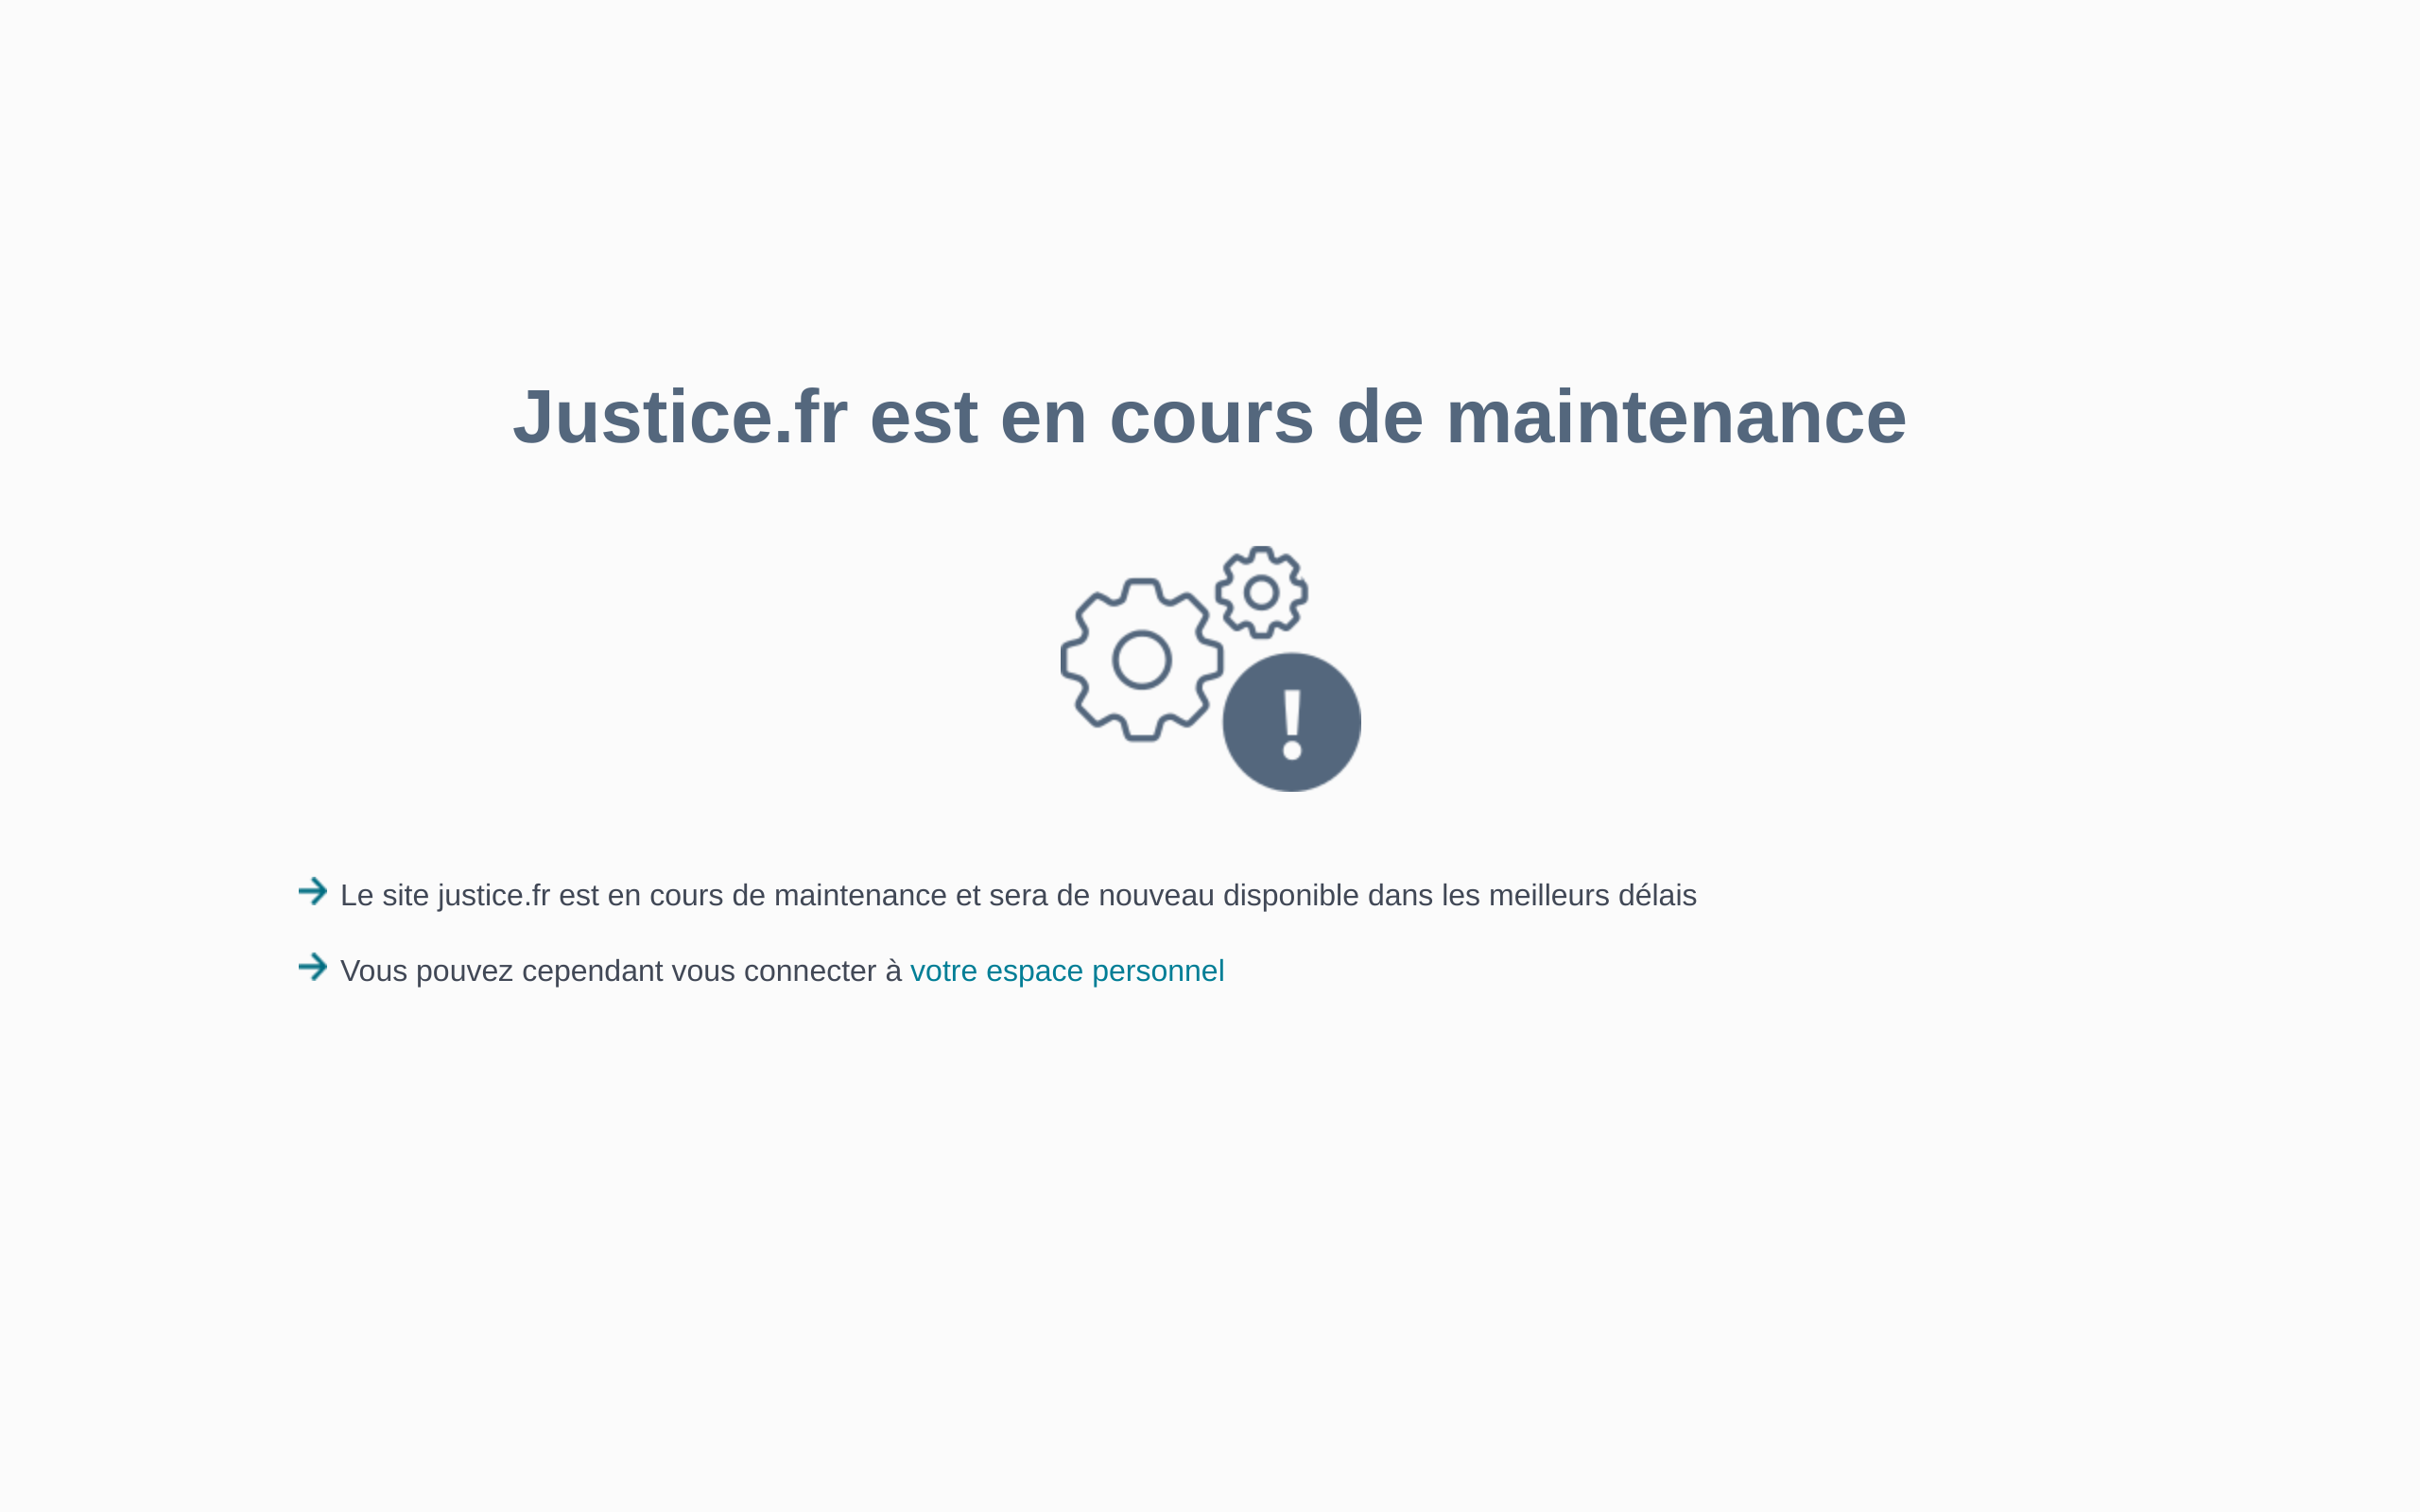 Justice.fr est en cours de maintenance
!
Le site justice.fr est en cours de maintenance et sera de nouveau disponible dans les meilleurs délais
Vous pouvez cependant vous connecter à votre espace personnel